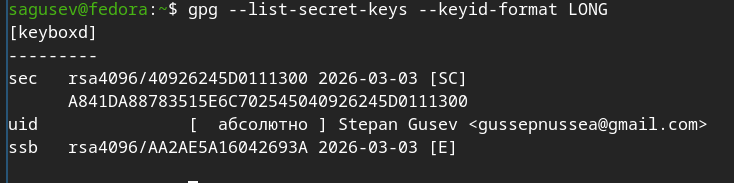 sagusev@fedora:~$ gpg --list-secret-keys --keyid-format LONG
[keyboxd]
---------
sec   rsa4096/40926245D0111300 2026-03-03 [SC]
      A841DA88783515E6C702545040926245D0111300
uid              [  абсолютно ] Stepan Gusev <gussepnussea@gmail.com>
ssb   rsa4096/AA2AE5A16042693A 2026-03-03 [E]